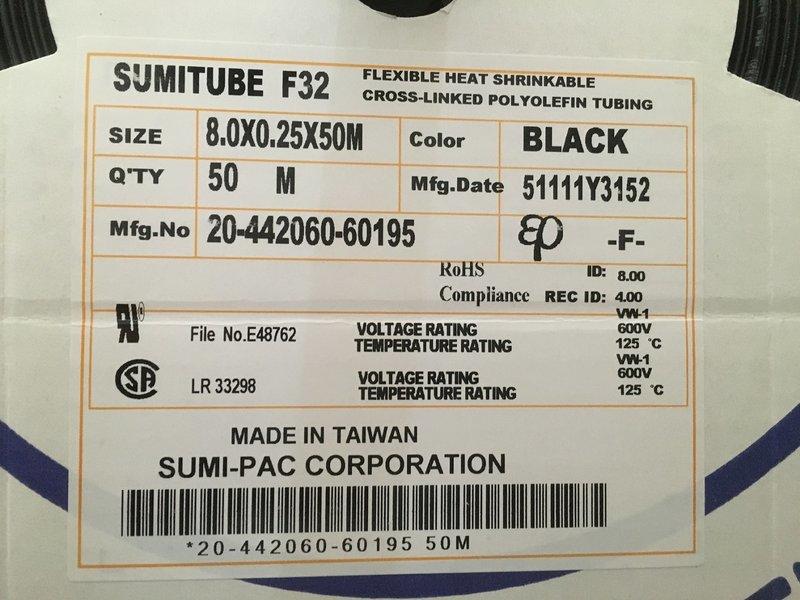 SUMITUBE F32 FLEXIBLE HEAT SHRINKABLE
CROSS-LINKED POLYOLEFIN TUBING
SIZE 8.0X0.25X50M Color BLACK
Q'TY 50 M Mfg.Date 51111Y3152
Mfg.No 20-442060-60195 -F-
RoHS ID: 8.00
Compliance REC ID: 4.00
VW-1
File No.E48762 VOLTAGE RATING 600V
TEMPERATURE RATING 125 °C
VW-1
LR 33298 VOLTAGE RATING 600V
TEMPERATURE RATING 125 °C
MADE IN TAIWAN
SUMI-PAC CORPORATION
*20-442060-60195 50M